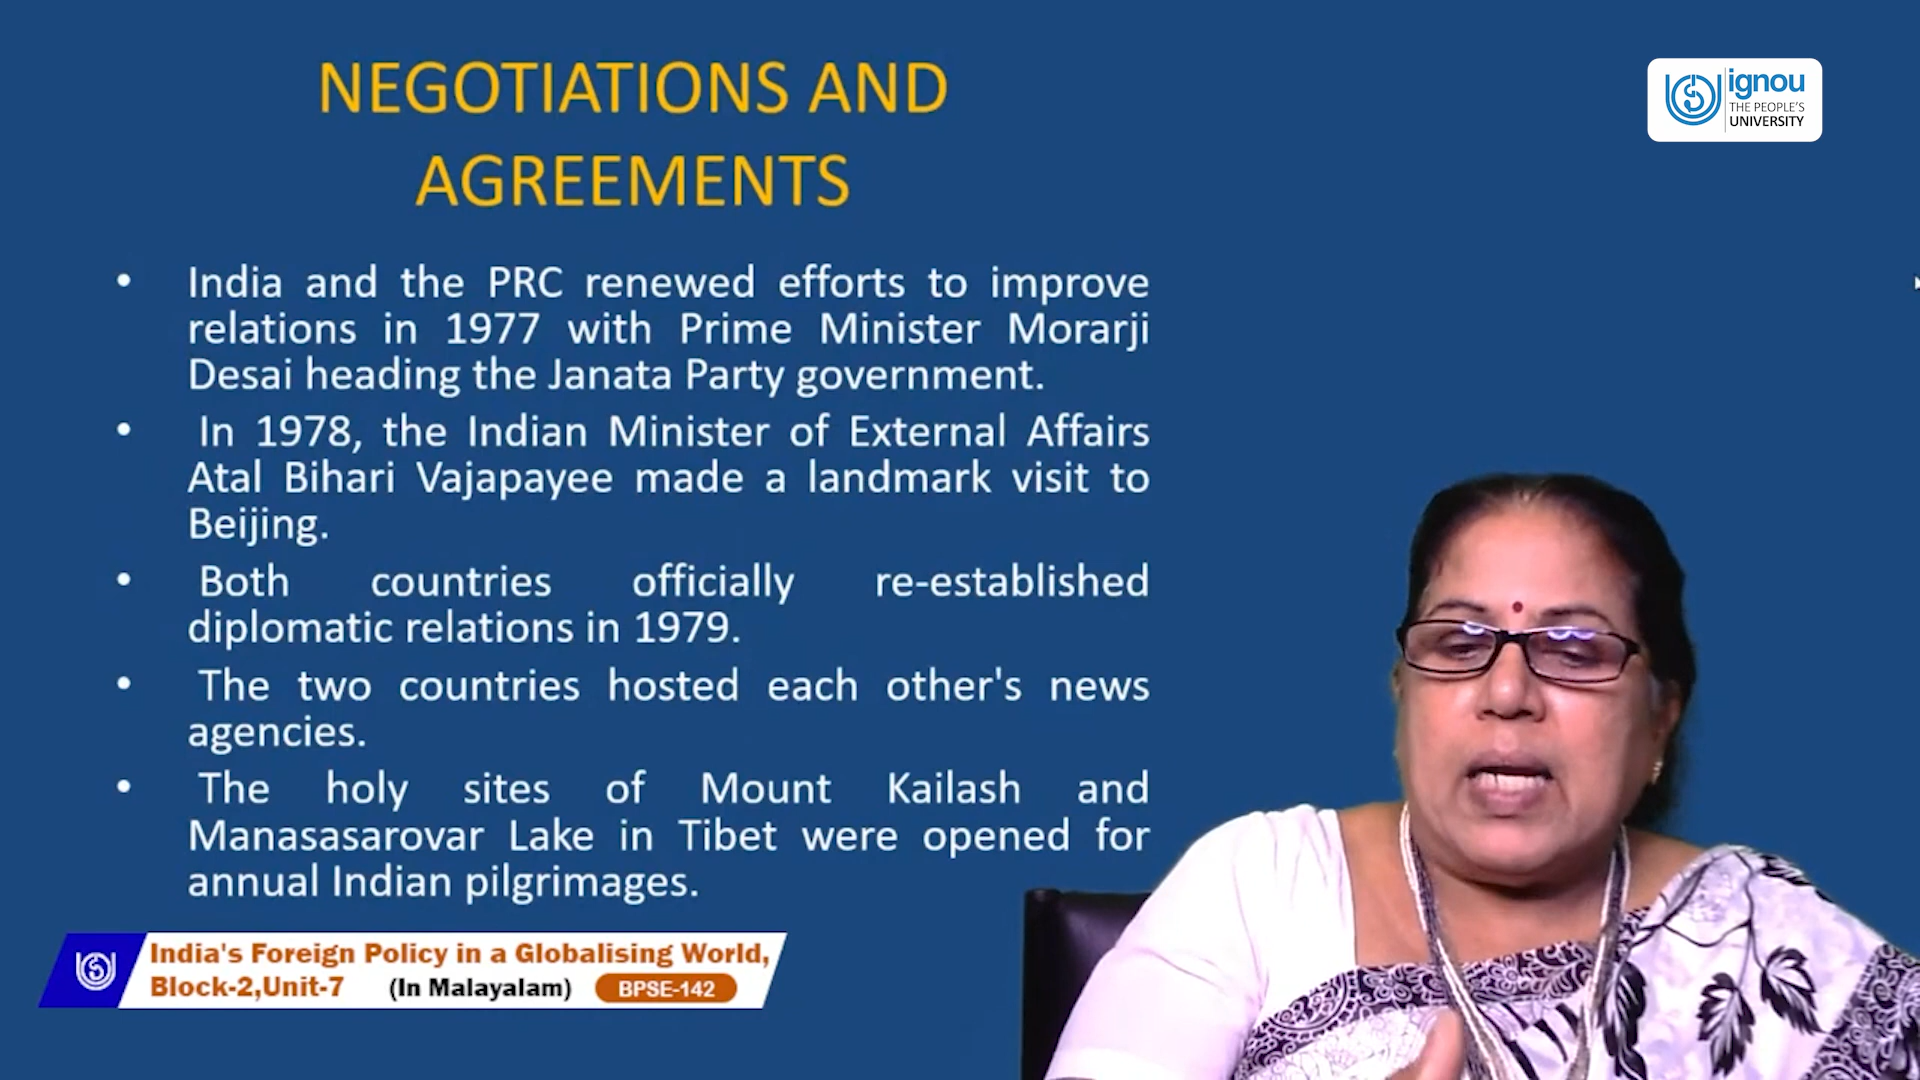 NEGOTIATIONS AND
AGREEMENTS
• India and the PRC renewed efforts to improve
relations in 1977 with Prime Minister Morarji
Desai heading the Janata Party government.
• In 1978, the Indian Minister of External Affairs
Atal Bihari Vajapayee made a landmark visit to
Beijing.
• Both countries officially re-established
diplomatic relations in 1979.
• The two countries hosted each other's news
agencies.
• The holy sites of Mount Kailash and
Manasasarovar Lake in Tibet were opened for
annual Indian pilgrimages.
ignou
THE PEOPLE'S
UNIVERSITY
India's Foreign Policy in a Globalising World,
Block-2,Unit-7 (In Malayalam) BPSE-142